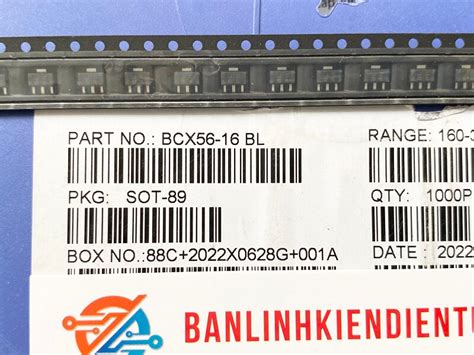 PART NO.: BCX56-16 BL
RANGE: 160-
PKG: SOT-89
QTY: 1000P
BOX NO.:88C+2022X0628G+001A
DATE : 2022
BANLINHKIENDIENT